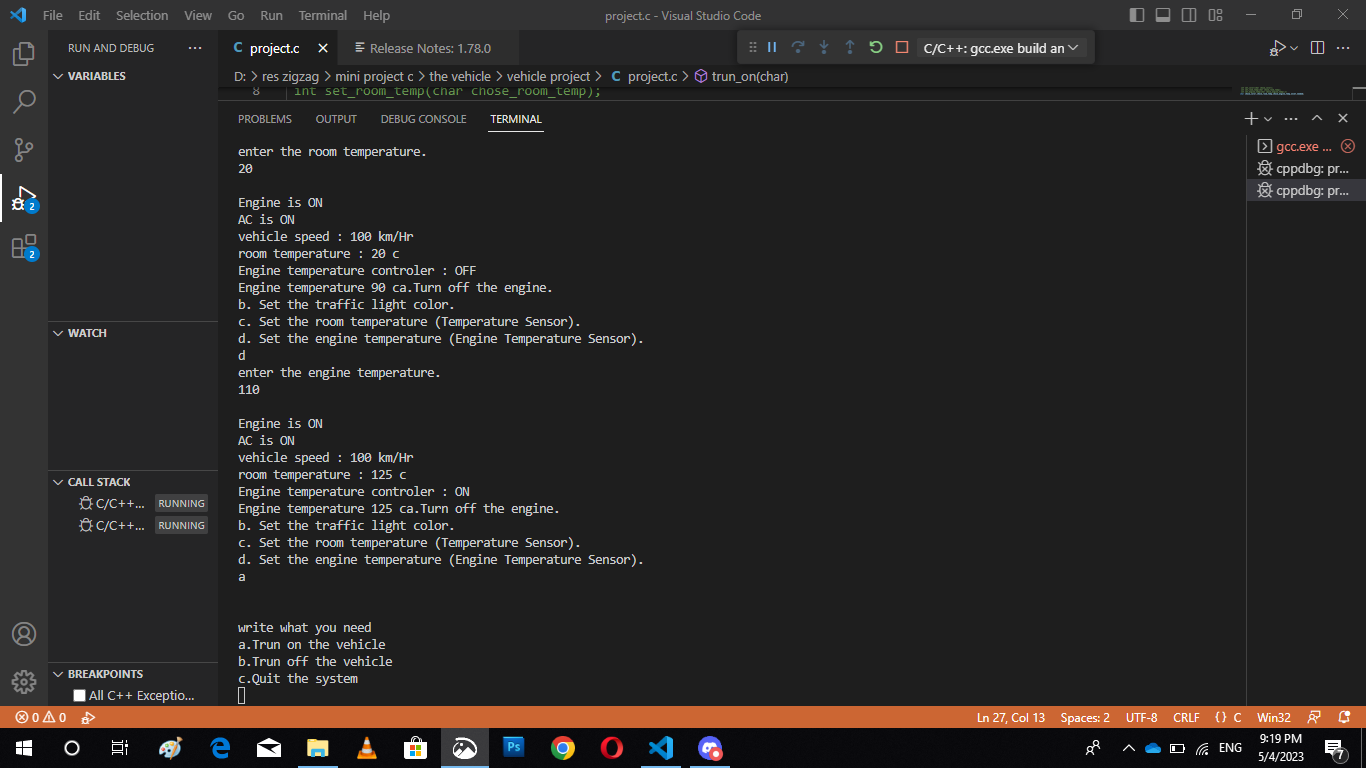 File Edit Selection View Go Run Terminal Help project.c - Visual Studio Code
RUN AND DEBUG ...
VARIABLES
WATCH
CALL STACK
C/C++... RUNNING
C/C++... RUNNING
BREAKPOINTS
All C++ Exceptio...
2
2
C project.c Release Notes: 1.78.0
C/C++: gcc.exe build an
D: > res zigzag > mini project c > the vehicle > vehicle project > C project.c > trun_on(char)
8 int set_room_temp(char chose_room_temp);
PROBLEMS OUTPUT DEBUG CONSOLE TERMINAL
enter the room temperature.
20
Engine is ON
AC is ON
vehicle speed : 100 km/Hr
room temperature : 20 c
Engine temperature controler : OFF
Engine temperature 90 ca.Turn off the engine.
b. Set the traffic light color.
c. Set the room temperature (Temperature Sensor).
d. Set the engine temperature (Engine Temperature Sensor).
d
enter the engine temperature.
110
Engine is ON
AC is ON
vehicle speed : 100 km/Hr
room temperature : 125 c
Engine temperature controler : ON
Engine temperature 125 ca.Turn off the engine.
b. Set the traffic light color.
c. Set the room temperature (Temperature Sensor).
d. Set the engine temperature (Engine Temperature Sensor).
a
write what you need
a.Trun on the vehicle
b.Trun off the vehicle
c.Quit the system
gcc.exe ...
cppdbg: pr...
cppdbg: pr...
0 0 Ln 27, Col 13 Spaces: 2 UTF-8 CRLF {} C Win32
Ps ENG 9:19 PM
5/4/2023
7